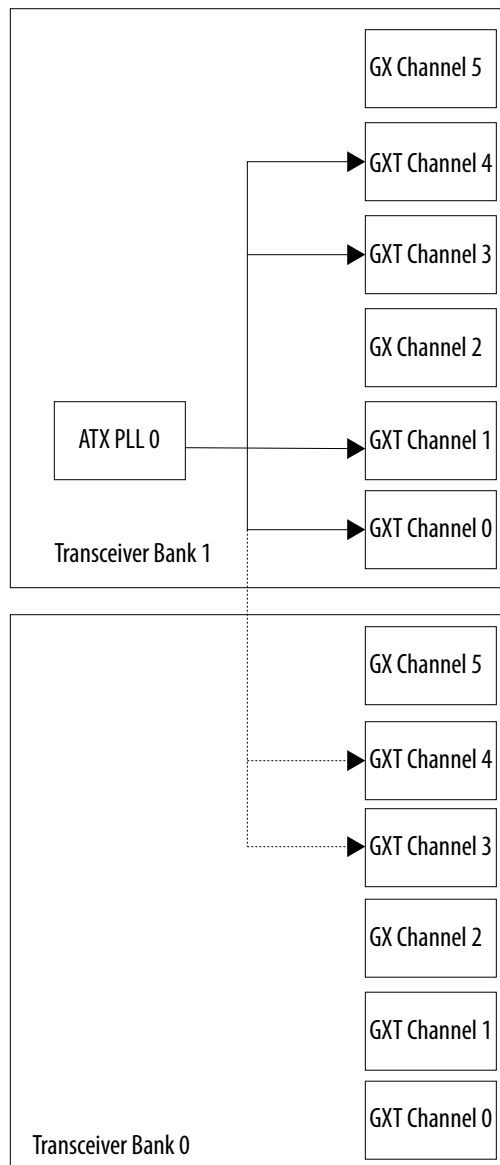 GX Channel 5
GXT Channel 4
GXT Channel 3
GX Channel 2
ATX PLL 0
GXT Channel 1
GXT Channel 0
Transceiver Bank 1
GX Channel 5
GXT Channel 4
GXT Channel 3
GX Channel 2
GXT Channel 1
GXT Channel 0
Transceiver Bank 0